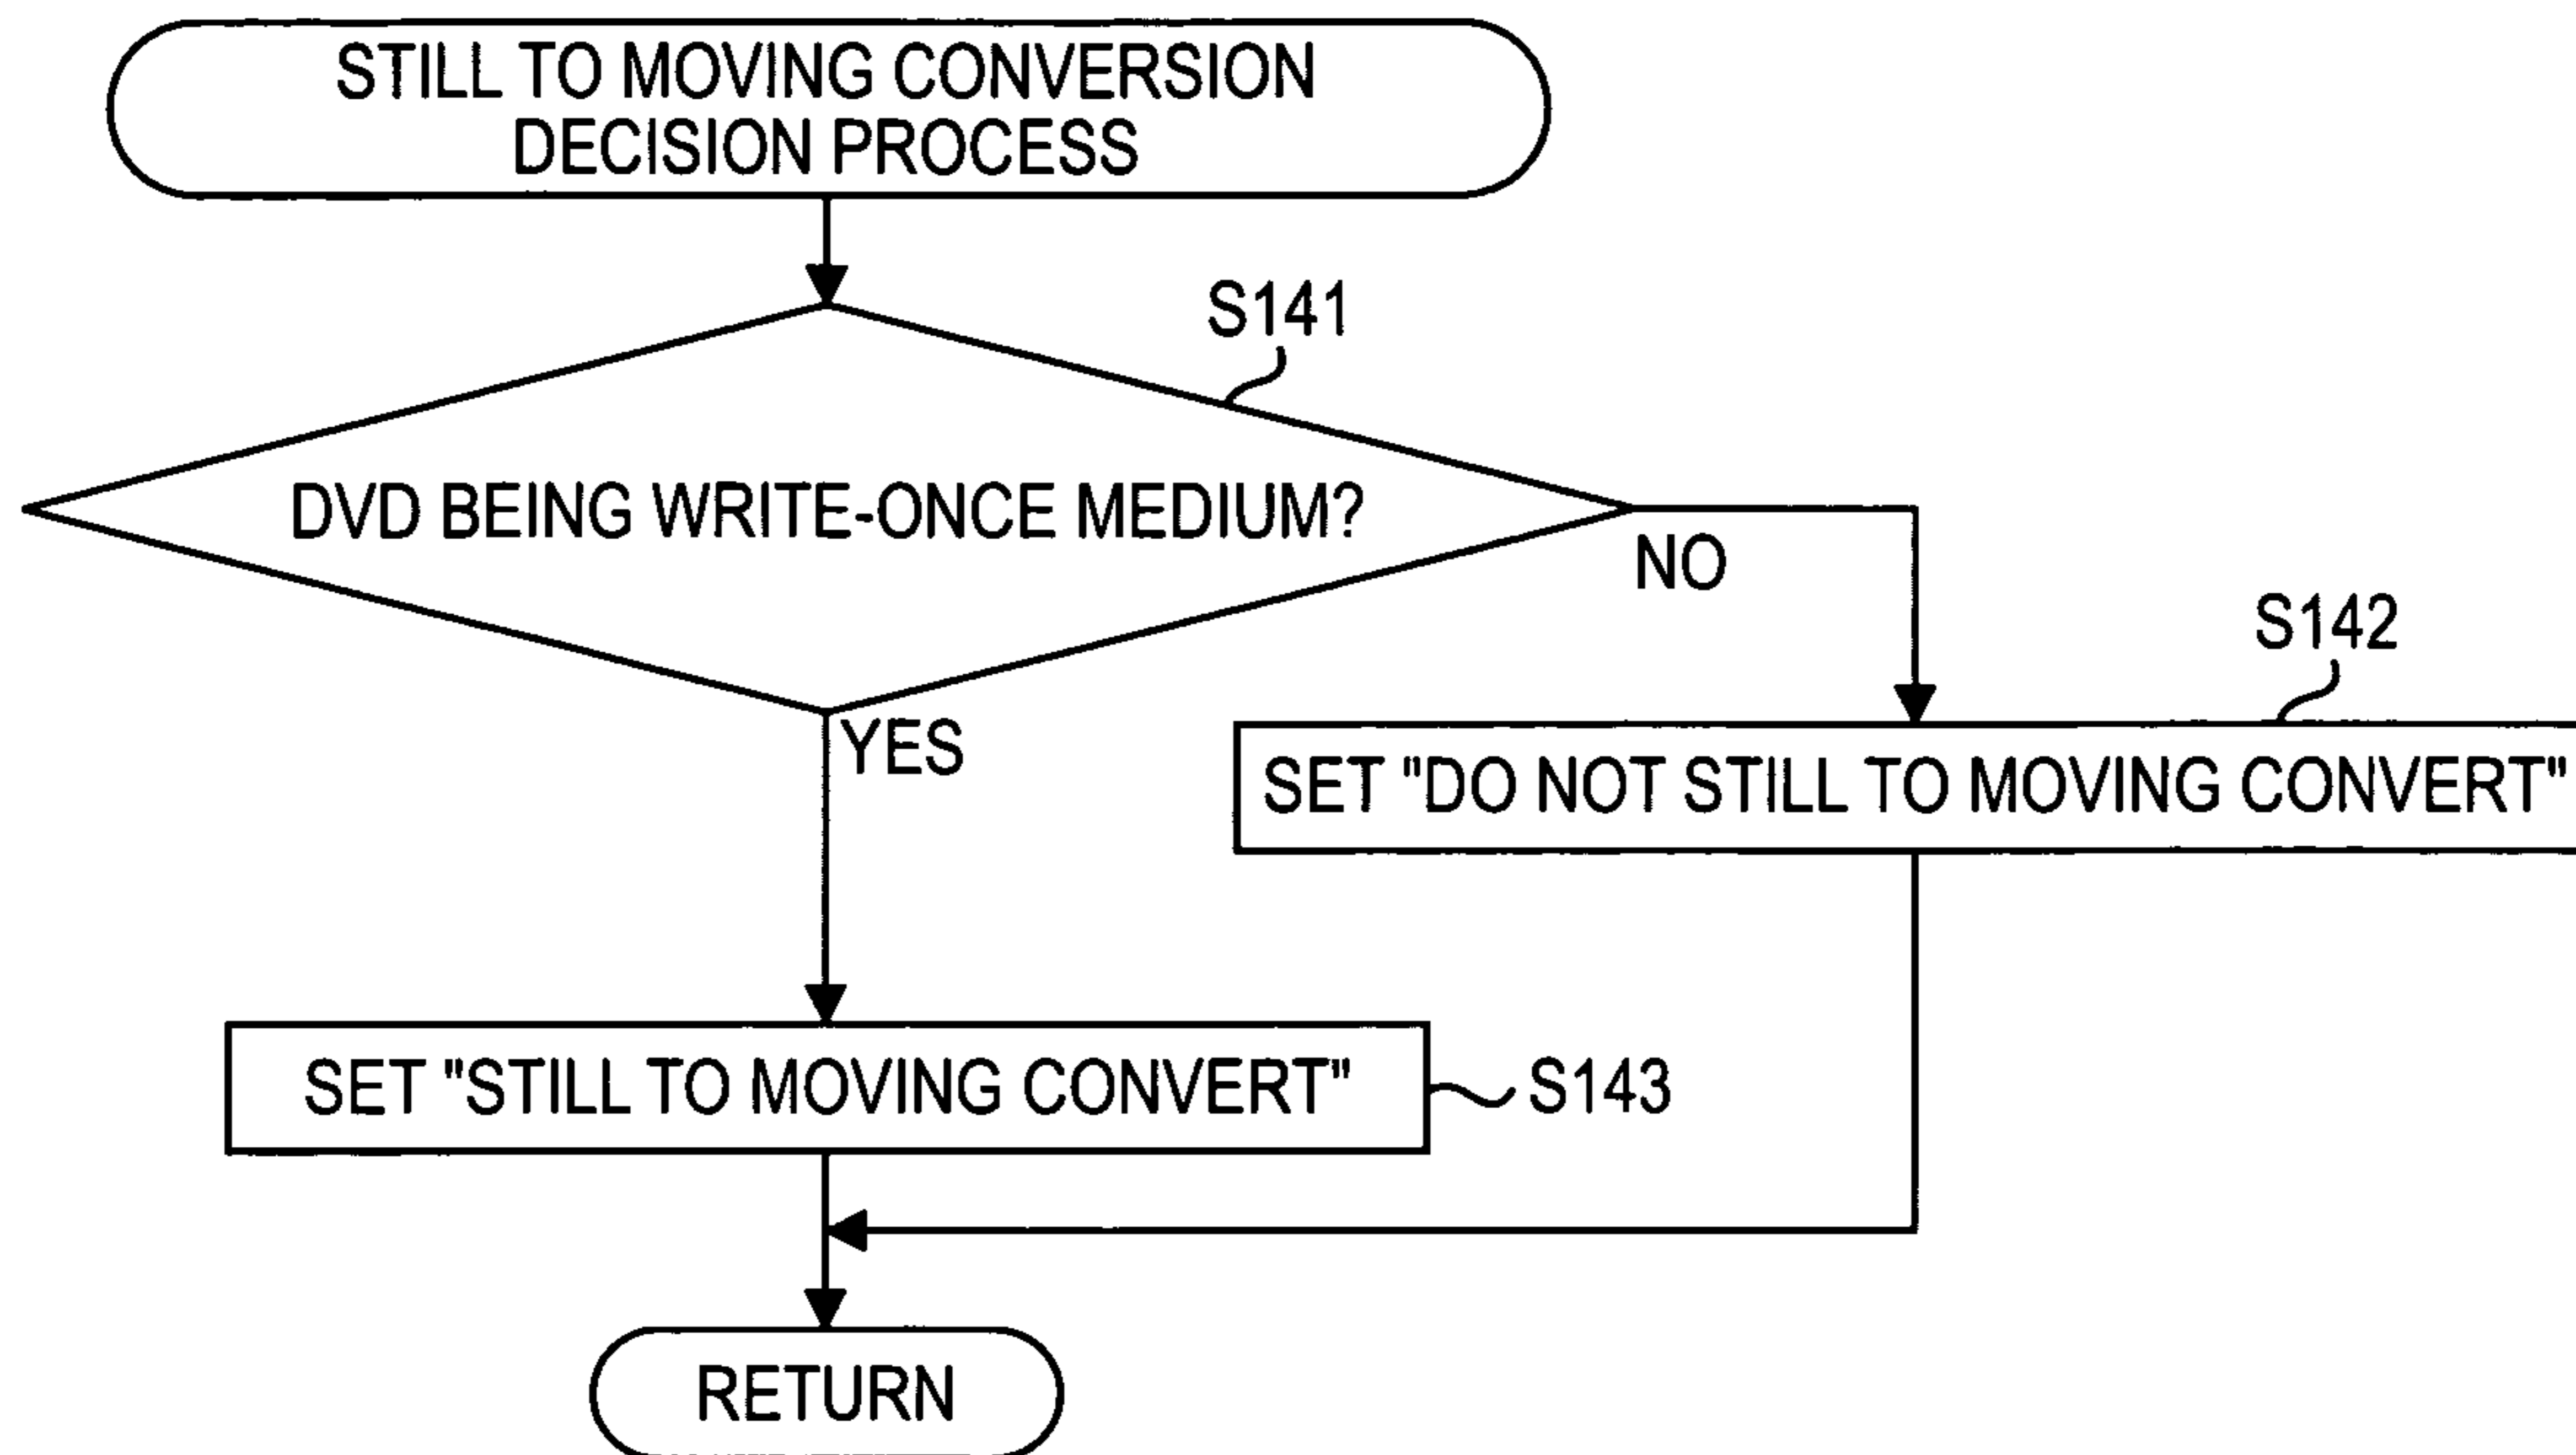 STILL TO MOVING CONVERSION
DECISION PROCESS
S141
DVD BEING WRITE-ONCE MEDIUM?
NO
S142
YES
SET "DO NOT STILL TO MOVING CONVERT"
SET "STILL TO MOVING CONVERT"
S143
RETURN